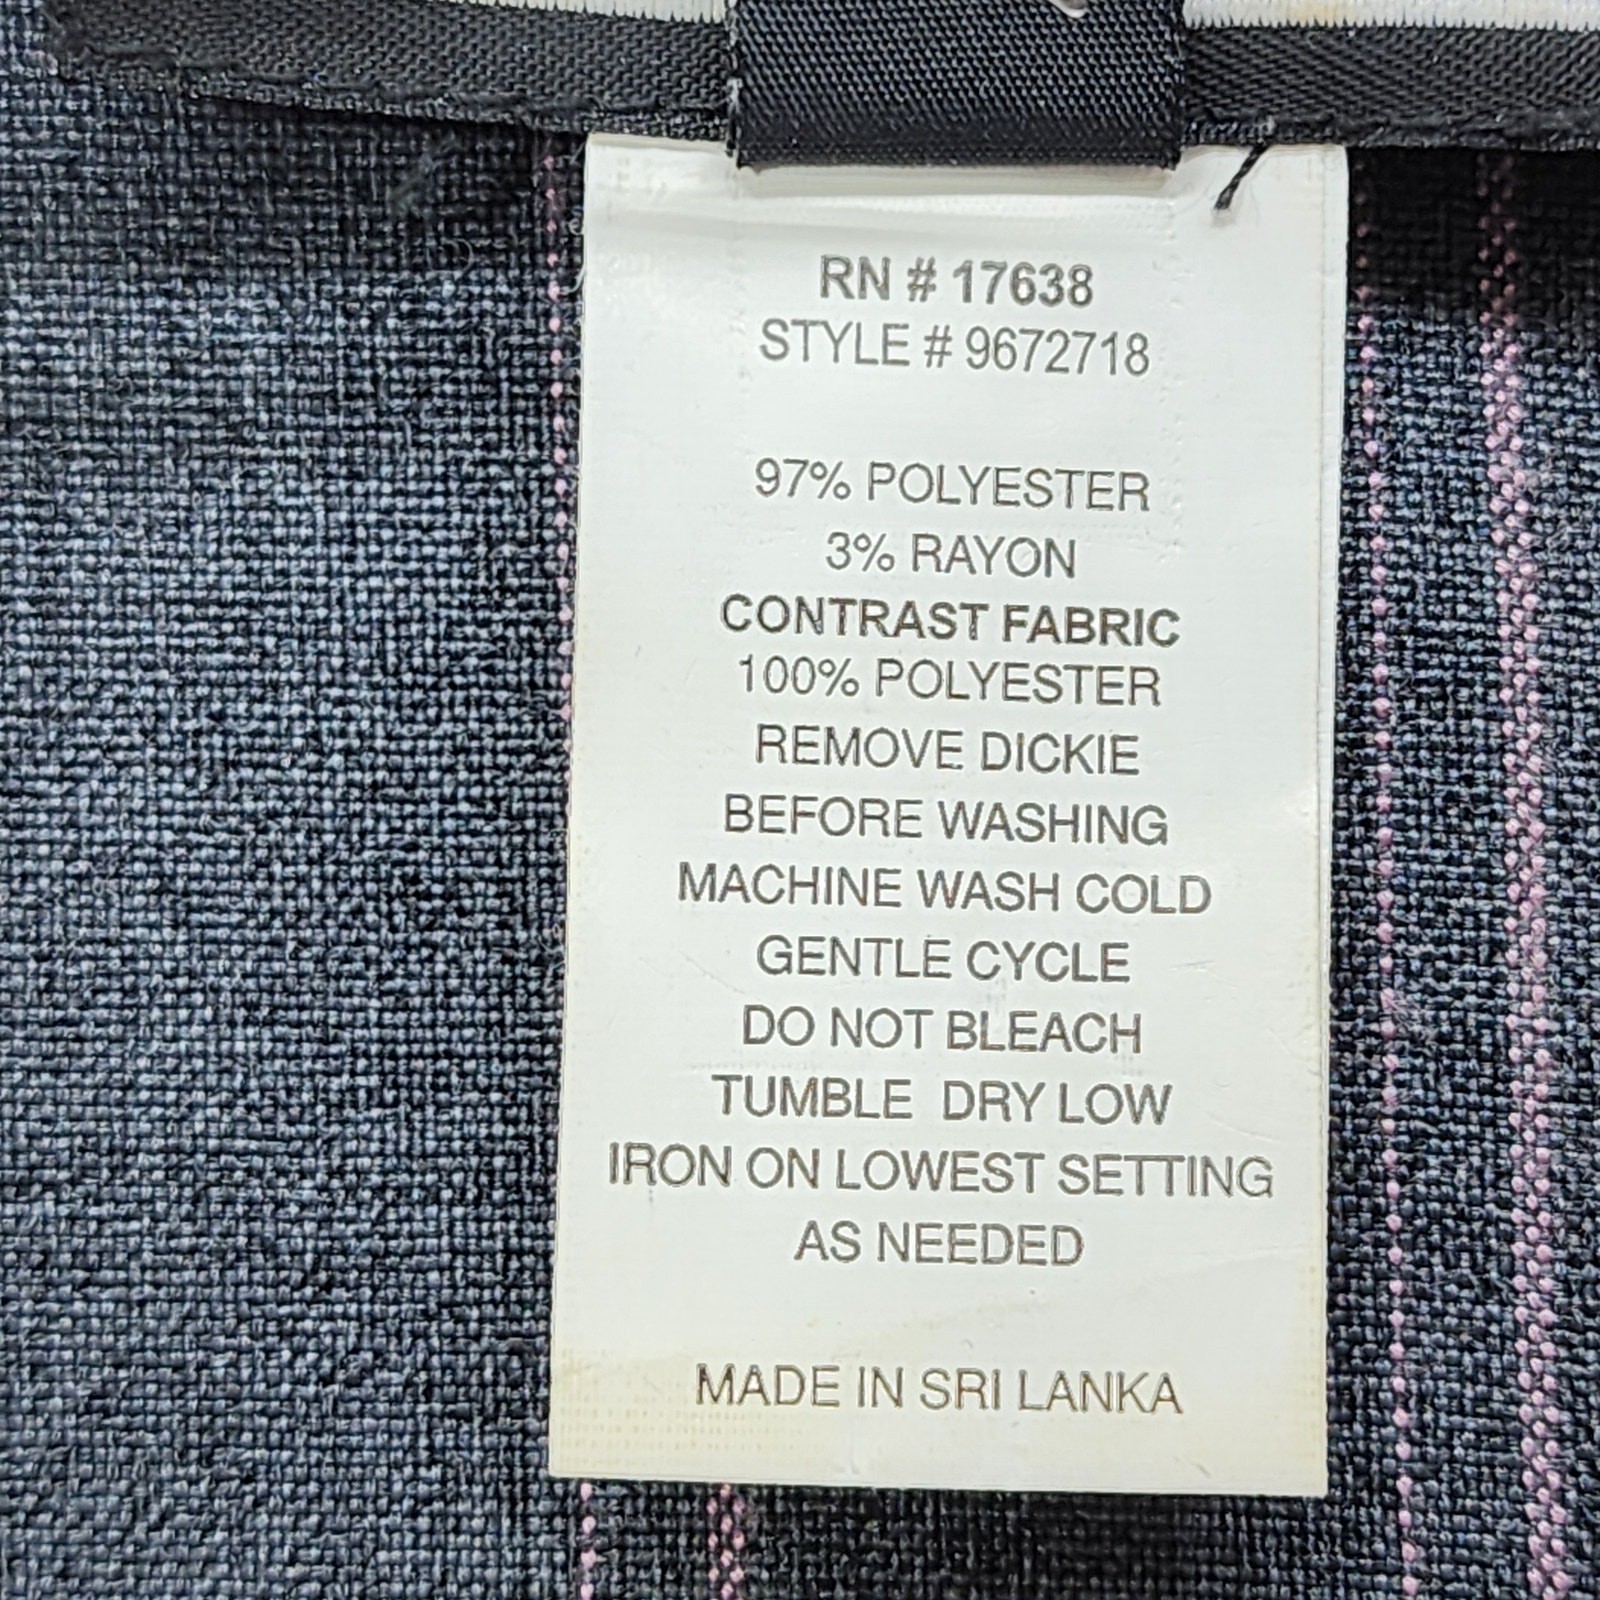 RN # 17638
STYLE # 9672718
97% POLYESTER
3% RAYON
CONTRAST FABRIC
100% POLYESTER
REMOVE DICKIE
BEFORE WASHING
MACHINE WASH COLD
GENTLE CYCLE
DO NOT BLEACH
TUMBLE DRY LOW
IRON ON LOWEST SETTING
AS NEEDED
MADE IN SRI LANKA